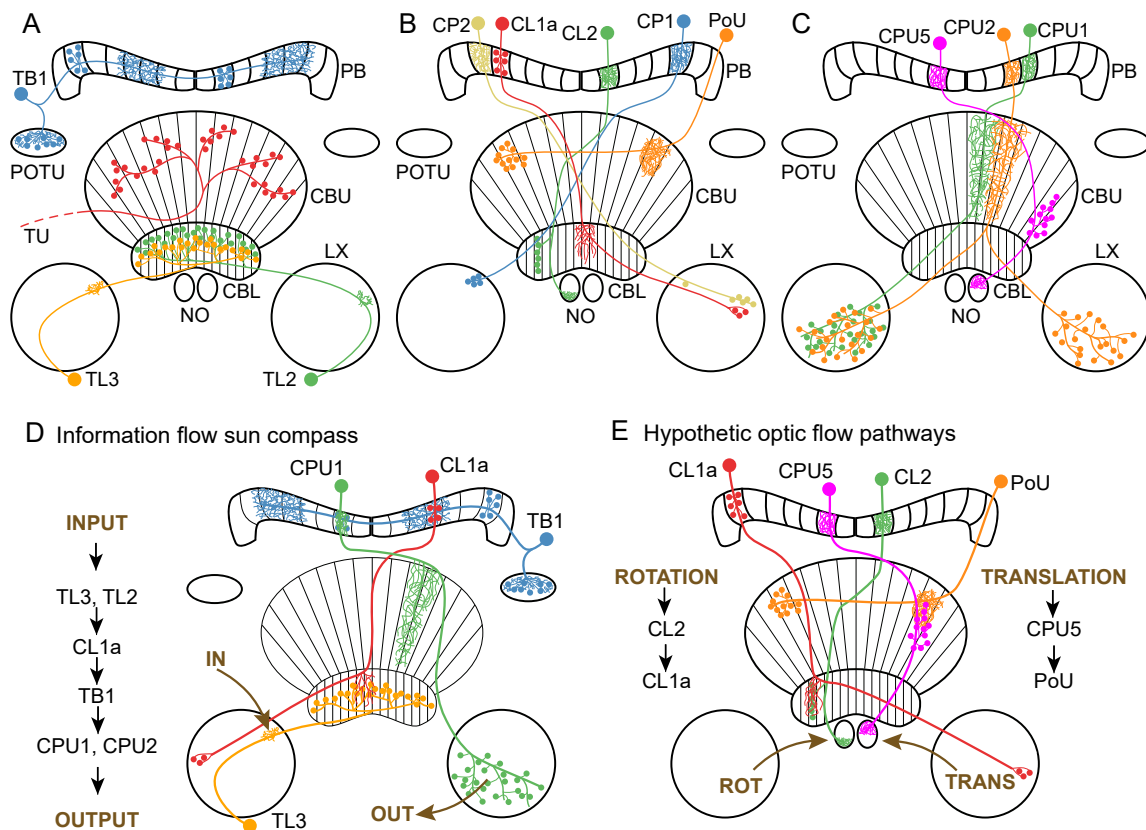 A
TB1
PB
POTU
CBU
TU
LX
CBL
NO
TL3
TL2
B
CP2
CL1a
CL2
CP1
PoU
PB
POTU
CBU
LX
CBL
NO
C
CPU5
CPU2
CPU1
PB
POTU
CBU
LX
CBL
NO
D Information flow sun compass
INPUT
TL3, TL2
CL1a
TB1
CPU1, CPU2
OUTPUT
CPU1
CL1a
TB1
IN
OUT
TL3
E Hypothetic optic flow pathways
CL1a
CPU5
CL2
PoU
ROTATION
CL2
CL1a
TRANSLATION
CPU5
PoU
ROT
TRANS